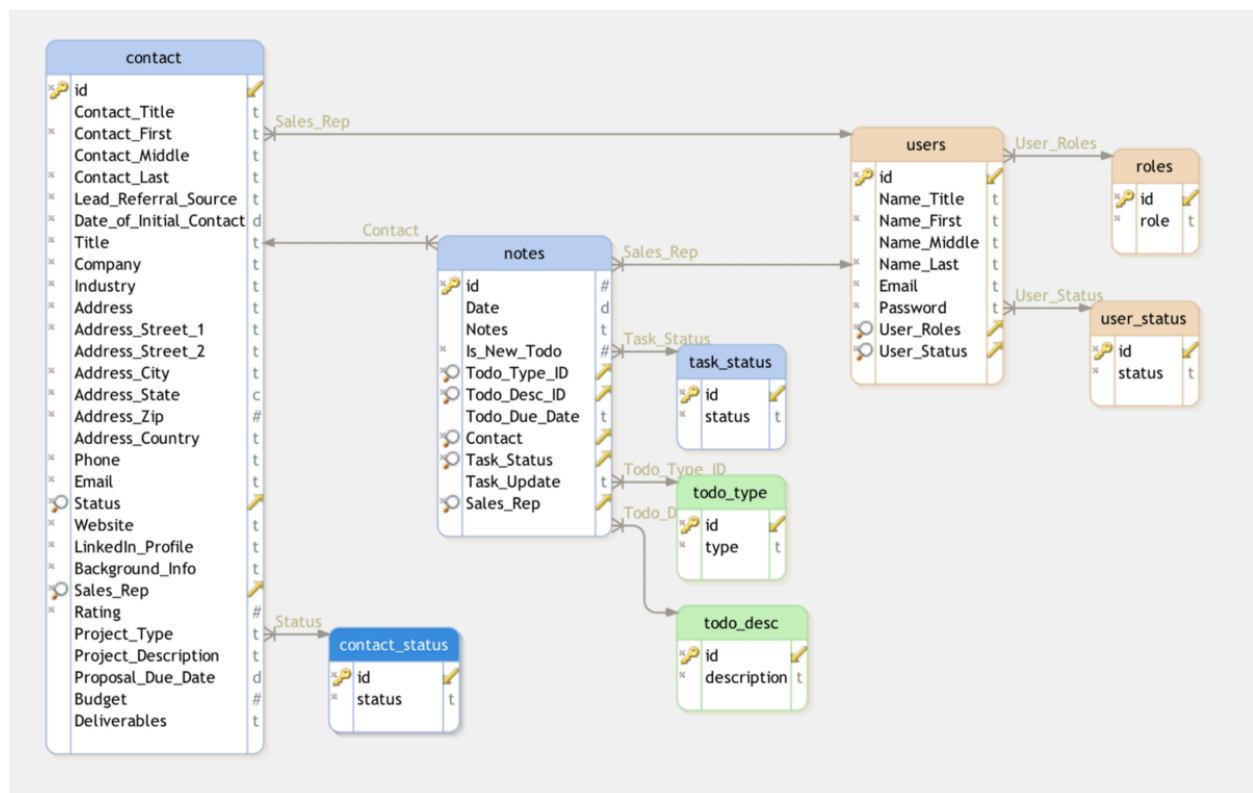 contact
id
Contact_Title t
Contact_First t
Contact_Middle t
Contact_Last t
Lead_Referral_Source t
Date_of_Initial_Contact d
Title t
Company t
Industry t
Address t
Address_Street_1 t
Address_Street_2 t
Address_City t
Address_State c
Address_Zip #
Address_Country t
Phone t
Email t
Status
Website t
LinkedIn_Profile t
Background_Info t
Sales_Rep
Rating #
Project_Type t
Project_Description t
Proposal_Due_Date d
Budget #
Deliverables t
Sales_Rep
Contact
Status
contact_status
id
status t
notes
id #
Date d
Notes t
Is_New_Todo #
Todo_Type_ID
Todo_Desc_ID
Todo_Due_Date t
Contact
Task_Status
Task_Update t
Sales_Rep
Sales_Rep
Task_Status
task_status
id
status t
Todo_Type_ID
todo_type
id
type t
Todo_D
todo_desc
id
description t
users
id
Name_Title t
Name_First t
Name_Middle t
Name_Last t
Email t
Password t
User_Roles
User_Status
User_Roles
roles
id
role t
User_Status
user_status
id
status t